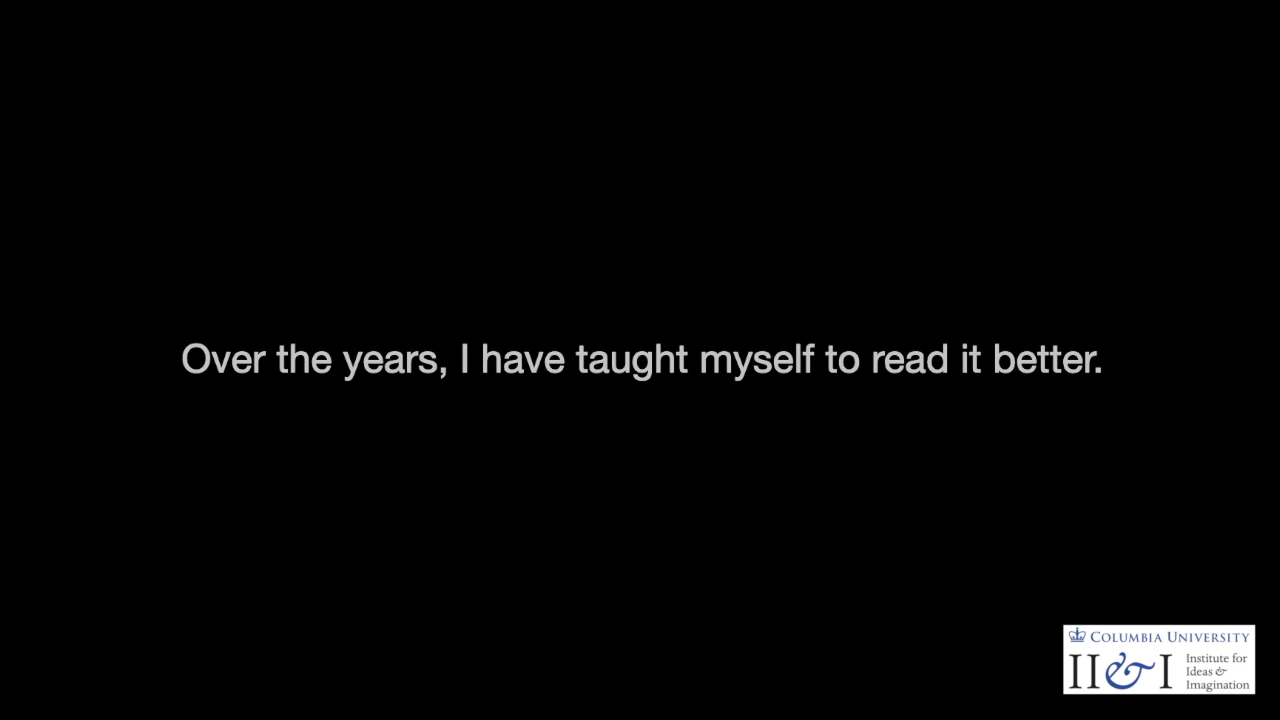 Over the years, I have taught myself to read it better.
COLUMBIA UNIVERSITY
II&I
Institute for
Ideas &
Imagination